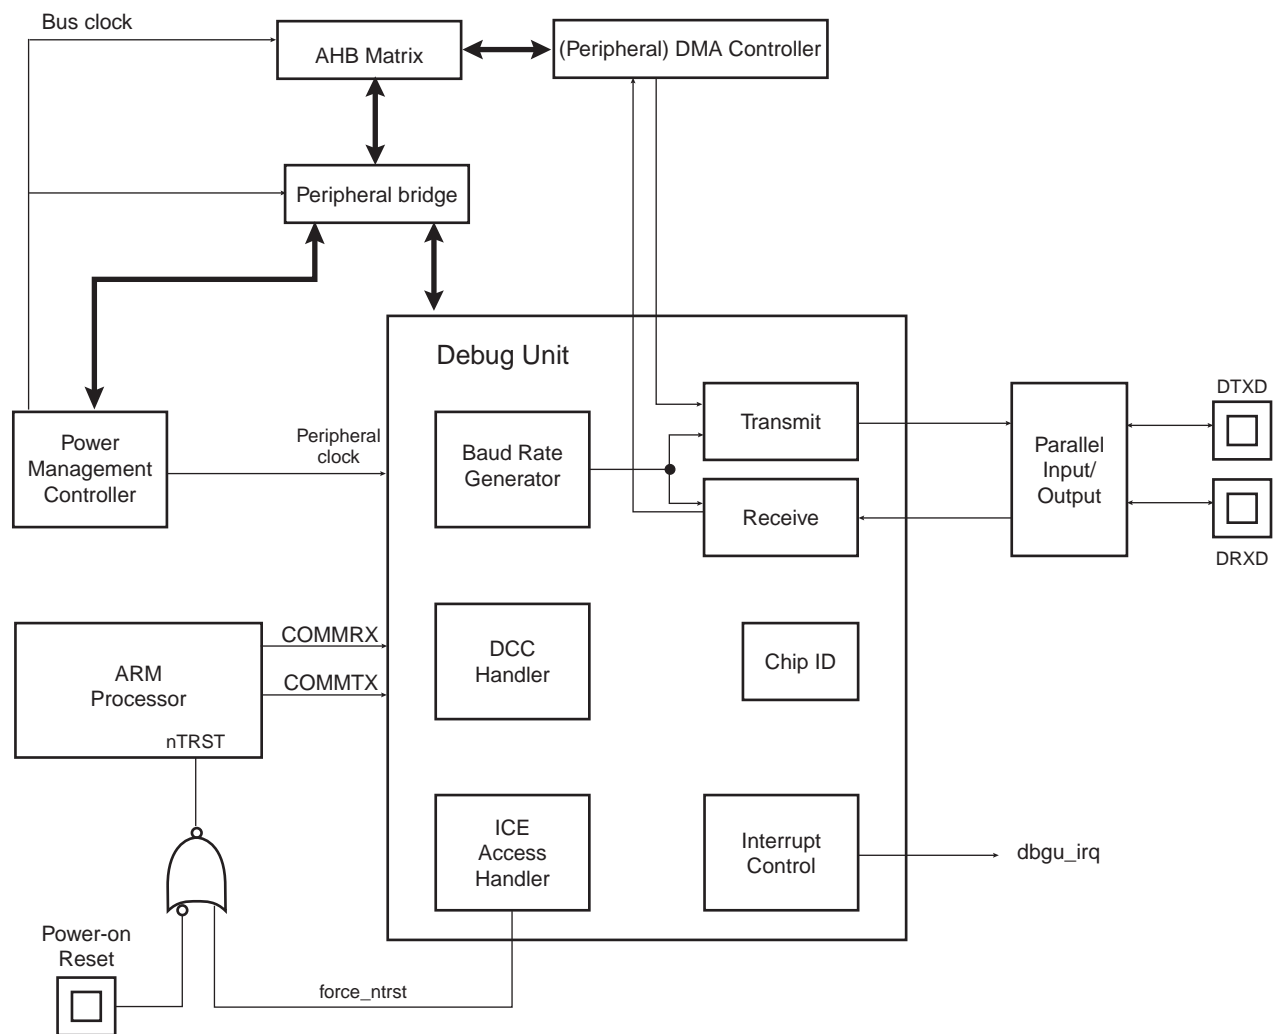 Bus clock
AHB Matrix
(Peripheral) DMA Controller
Peripheral bridge
Debug Unit
Power
Management
Controller
Peripheral
clock
Baud Rate
Generator
Transmit
Receive
Parallel
Input/
Output
DTXD
DRXD
ARM
Processor
nTRST
COMMRX
COMMTX
DCC
Handler
Chip ID
ICE
Access
Handler
Interrupt
Control
dbgu_irq
Power-on
Reset
force_ntrst